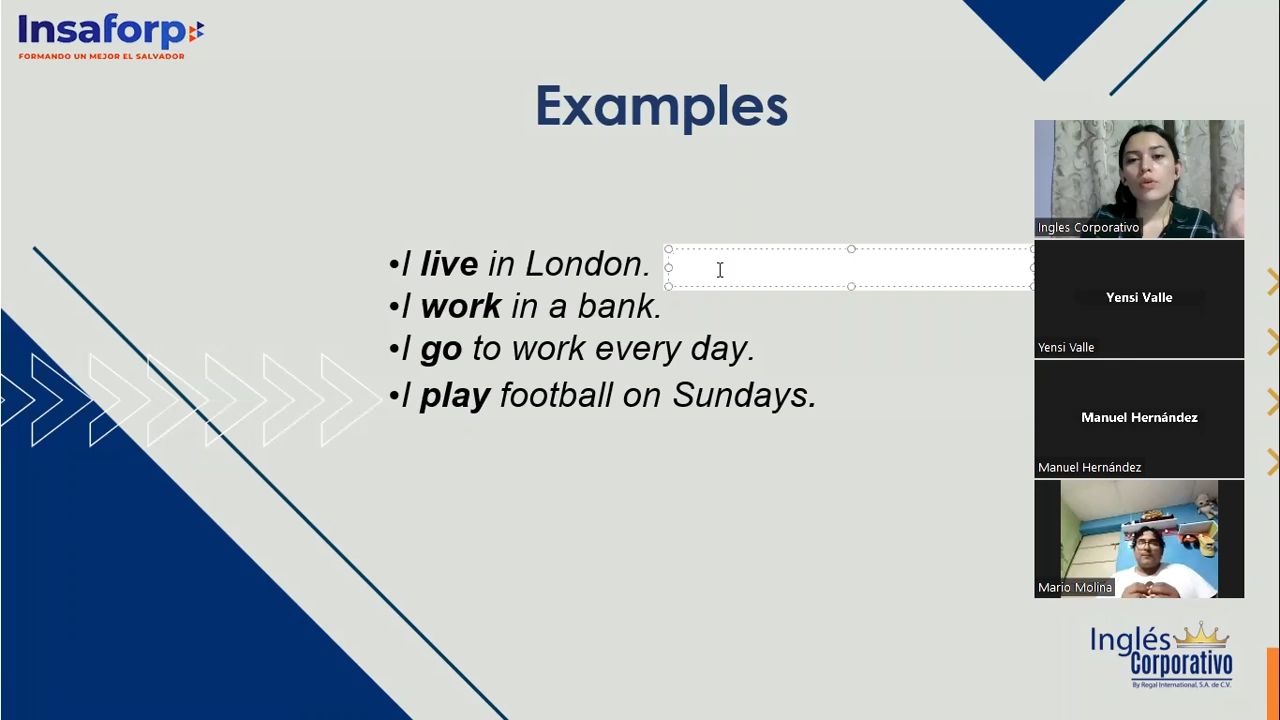 Insaforp
FORMANDO UN MEJOR EL SALVADOR
Examples
•I live in London.
•I work in a bank.
•I go to work every day.
•I play football on Sundays.
Ingles Corporativo
Yensi Valle
Yensi Valle
Manuel Hernández
Manuel Hernández
Mario Molina
Inglés
Corporativo
By Regal International, S.A. de C.V.